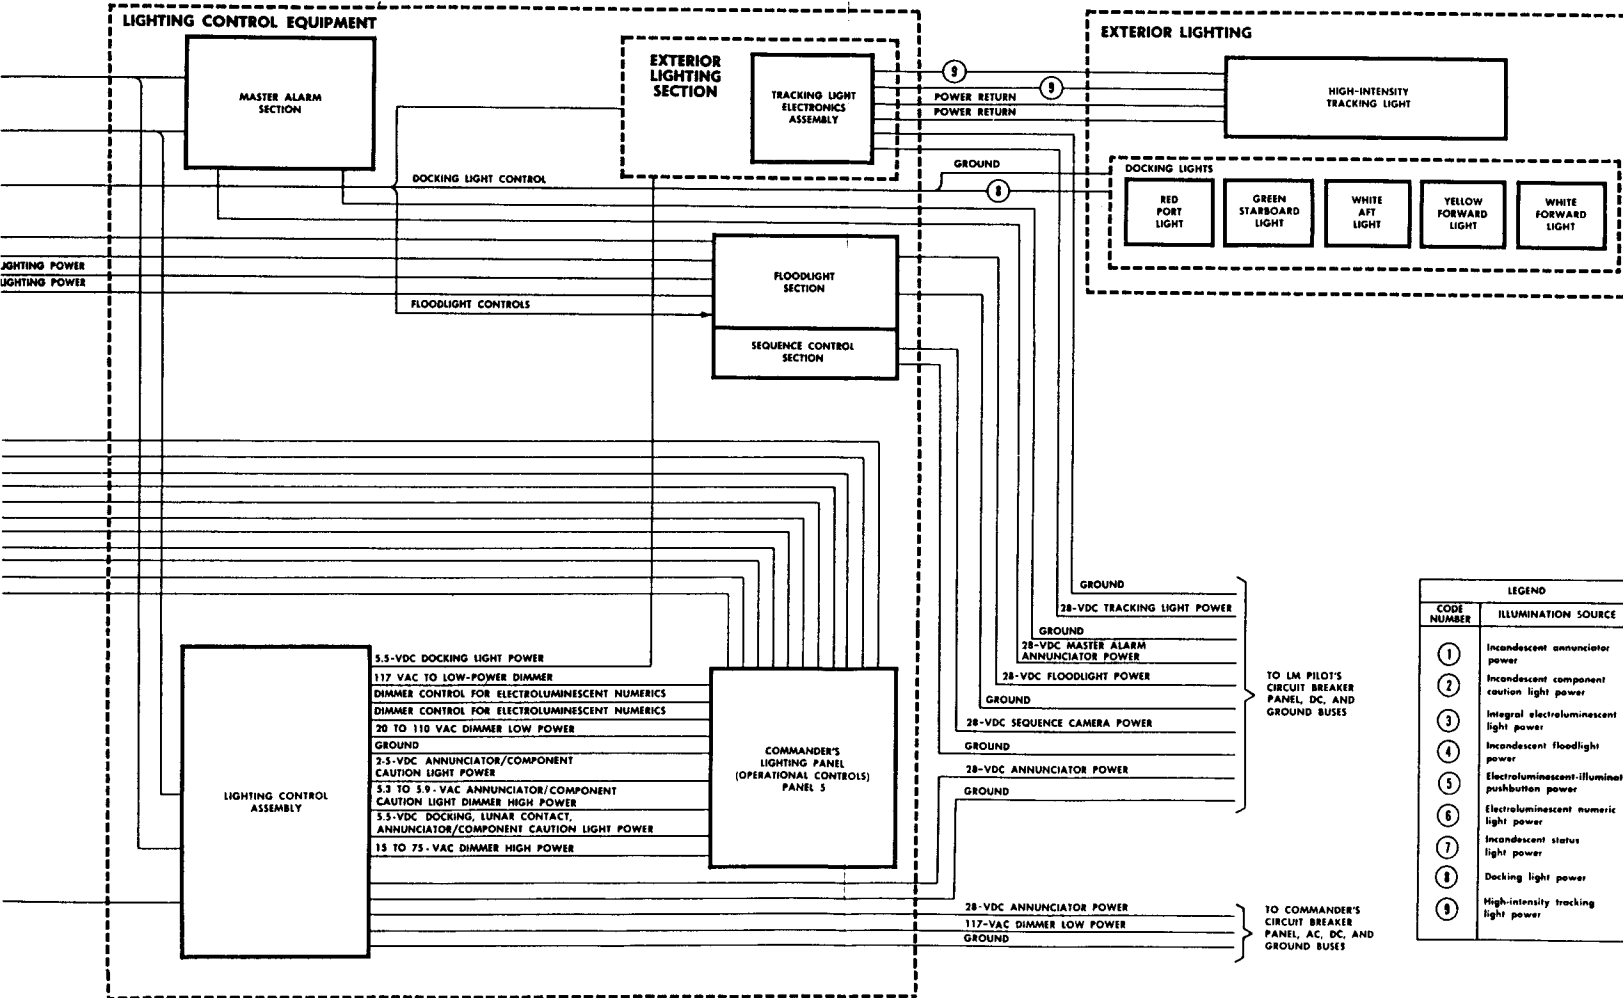 LIGHTING CONTROL EQUIPMENT
MASTER ALARM
SECTION
EXTERIOR
LIGHTING
SECTION
TRACKING LIGHT
ELECTRONICS
ASSEMBLY
9
9
POWER RETURN
POWER RETURN
EXTERIOR LIGHTING
HIGH-INTENSITY
TRACKING LIGHT
DOCKING LIGHT CONTROL
GROUND
8
DOCKING LIGHTS
RED
PORT
LIGHT
GREEN
STARBOARD
LIGHT
WHITE
AFT
LIGHT
YELLOW
FORWARD
LIGHT
WHITE
FORWARD
LIGHT
LIGHTING POWER
LIGHTING POWER
FLOODLIGHT CONTROLS
FLOODLIGHT
SECTION
SEQUENCE CONTROL
SECTION
LIGHTING CONTROL
ASSEMBLY
5.5-VDC DOCKING LIGHT POWER
117 VAC TO LOW-POWER DIMMER
DIMMER CONTROL FOR ELECTROLUMINESCENT NUMERICS
DIMMER CONTROL FOR ELECTROLUMINESCENT NUMERICS
20 TO 110 VAC DIMMER LOW POWER
GROUND
2-5-VDC ANNUNCIATOR/COMPONENT
CAUTION LIGHT POWER
5.3 TO 5.9-VAC ANNUNCIATOR/COMPONENT
CAUTION LIGHT DIMMER HIGH POWER
5.5-VDC DOCKING, LUNAR CONTACT,
ANNUNCIATOR/COMPONENT CAUTION LIGHT POWER
15 TO 75-VAC DIMMER HIGH POWER
COMMANDER'S
LIGHTING PANEL
(OPERATIONAL CONTROLS)
PANEL 5
GROUND
28-VDC TRACKING LIGHT POWER
GROUND
28-VDC MASTER ALARM
ANNUNCIATOR POWER
28-VDC FLOODLIGHT POWER
GROUND
28-VDC SEQUENCE CAMERA POWER
GROUND
28-VDC ANNUNCIATOR POWER
GROUND
TO LM PILOT'S
CIRCUIT BREAKER
PANEL, DC, AND
GROUND BUSES
28-VDC ANNUNCIATOR POWER
117-VAC DIMMER LOW POWER
GROUND
TO COMMANDER'S
CIRCUIT BREAKER
PANEL, AC, DC, AND
GROUND BUSES
LEGEND
CODE
NUMBER
ILLUMINATION SOURCE
1 Incandescent annunciator
power
2 Incandescent component
caution light power
3 Integral electroluminescent
light power
4 Incandescent floodlight
power
5 Electroluminescent-illuminat
pushbutton power
6 Electroluminescent numeric
light power
7 Incandescent status
light power
8 Docking light power
9 High-intensity tracking
light power